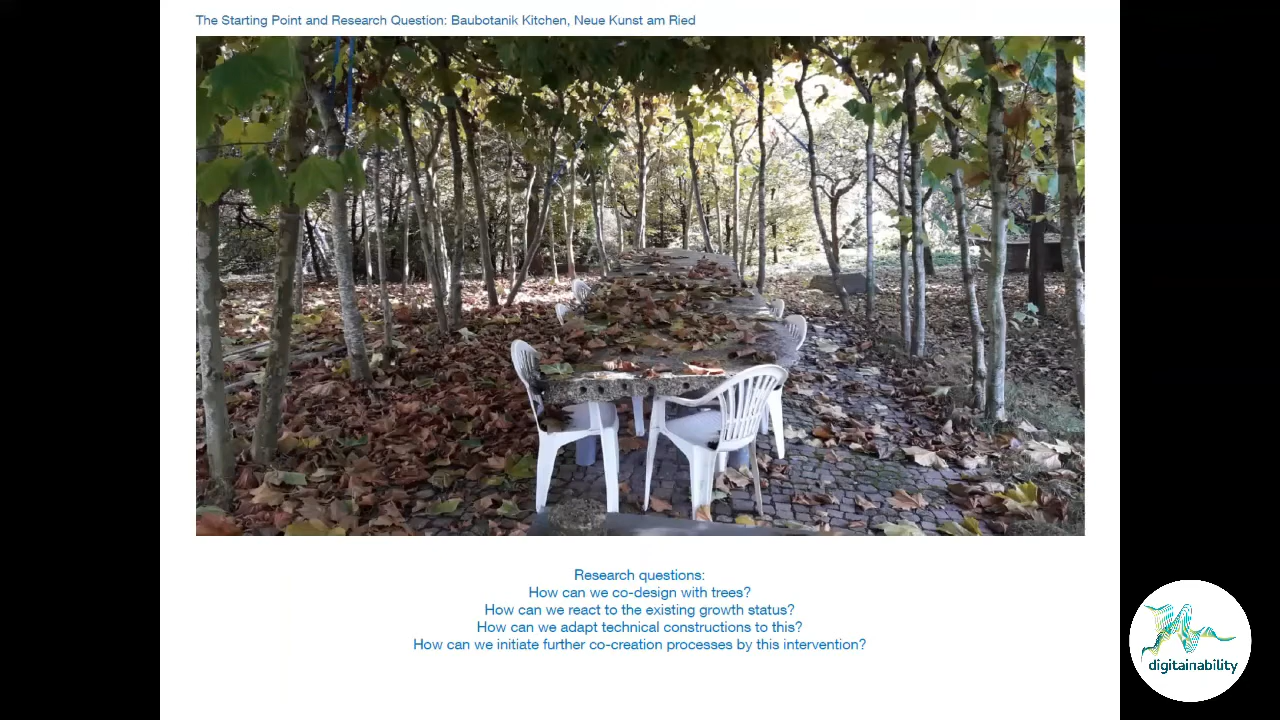 The Starting Point and Research Question: Baubotanik Kitchen, Neue Kunst am Ried
Research questions:
How can we co-design with trees?
How can we react to the existing growth status?
How can we adapt technical constructions to this?
How can we initiate further co-creation processes by this intervention?
digitainability